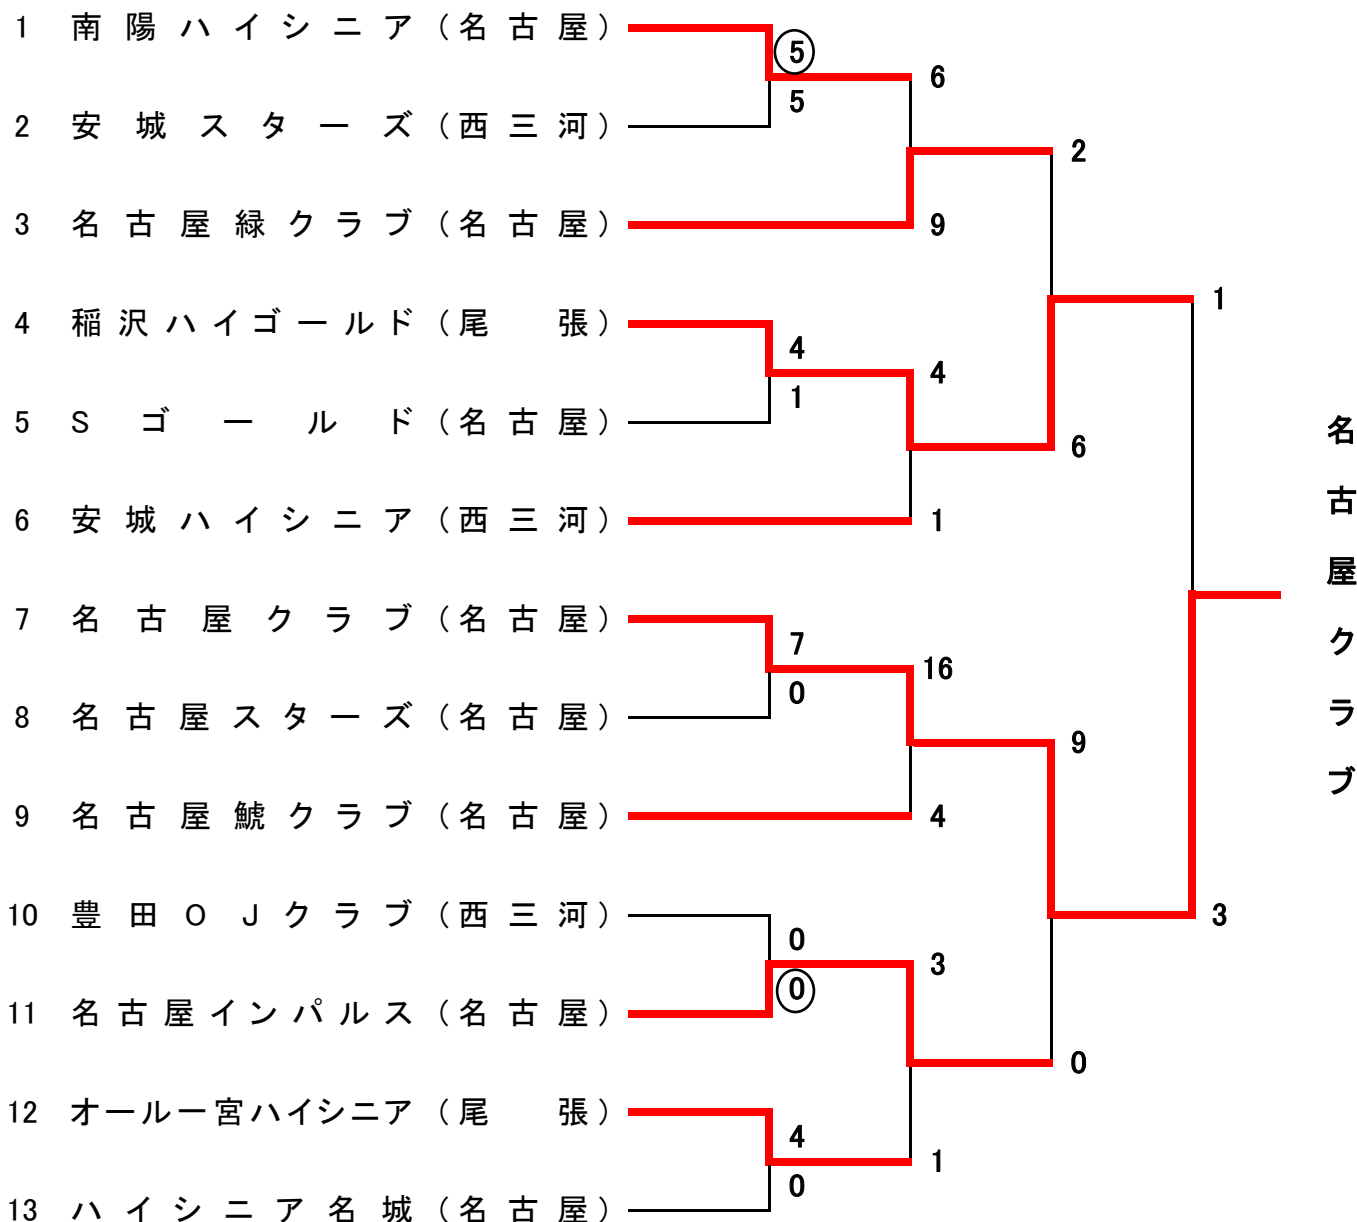 1 南陽ハイシニア(名古屋)
5
6
5
2 安城スターズ(西三河)
2
3 名古屋緑クラブ(名古屋)
9
1
4 稲沢ハイゴールド(尾張)
4
4
1
5 Sゴールド(名古屋)
6
6 安城ハイシニア(西三河)
1
名古屋クラブ
7 名古屋クラブ(名古屋)
7
16
0
8 名古屋スターズ(名古屋)
9
9 名古屋鯱クラブ(名古屋)
4
10 豊田OJクラブ(西三河)
3
0
3
0
11 名古屋インパルス(名古屋)
0
12 オール一宮ハイシニア(尾張)
4
1
0
13 ハイシニア名城(名古屋)